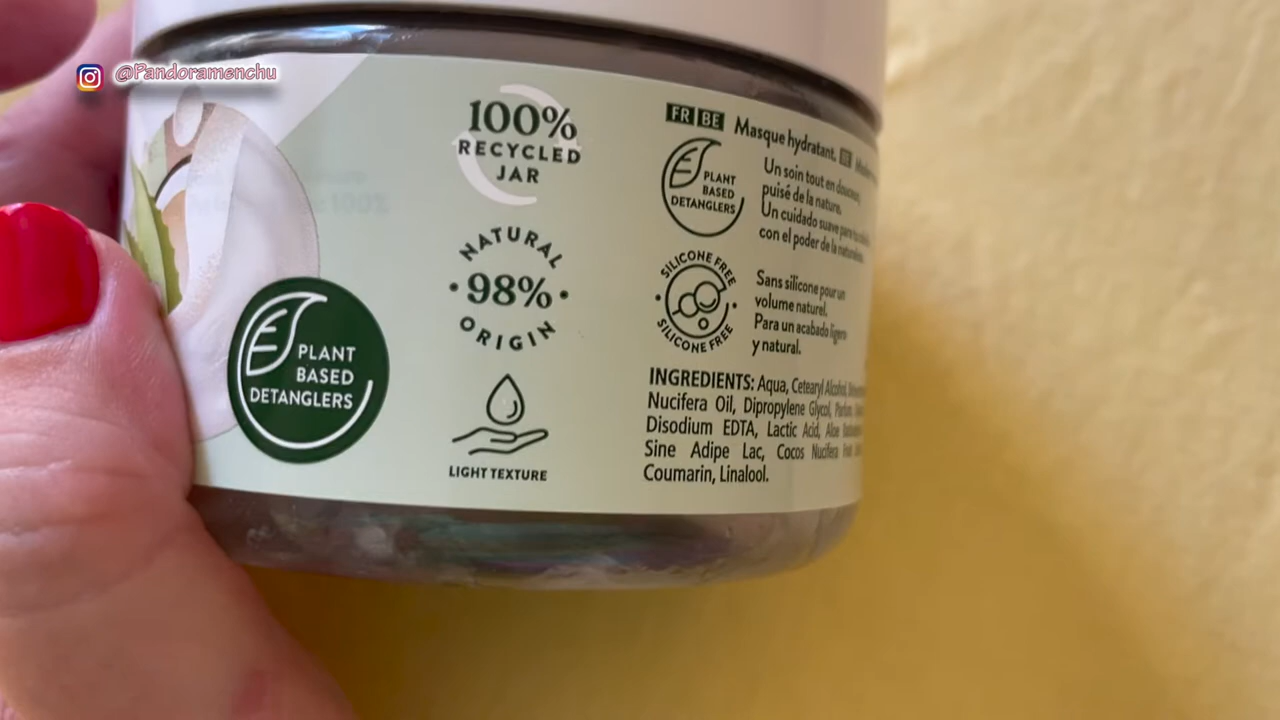 @Pandoramenchu
100%
RECYCLED
JAR
NATURAL
98%
ORIGIN
LIGHT TEXTURE
PLANT
BASED
DETANGLERS
FR BE Masque hydratant.
PLANT
BASED
DETANGLERS
Un soin tout en douceur,
puisé de la nature.
Un cuidado suave para
con el poder de la
SILICONE FREE
SILICONE FREE
Sans silicone pour un
volume naturel.
Para un acabado ligero
y natural.
INGREDIENTS: Aqua, Cetearyl Alcohol,
Nucifera Oil, Dipropylene Glycol, Parfum,
Disodium EDTA, Lactic Acid, Aloe
Sine Adipe Lac, Cocos Nucifera Fruit
Coumarin, Linalool.